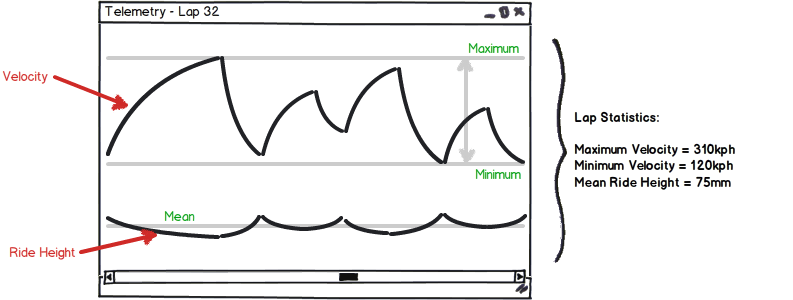 Telemetry - Lap 32
Maximum
Velocity
Lap Statistics:
Maximum Velocity = 310kph
Minimum Velocity = 120kph
Minimum
Mean Ride Height = 75mm
Mean
Ride Height